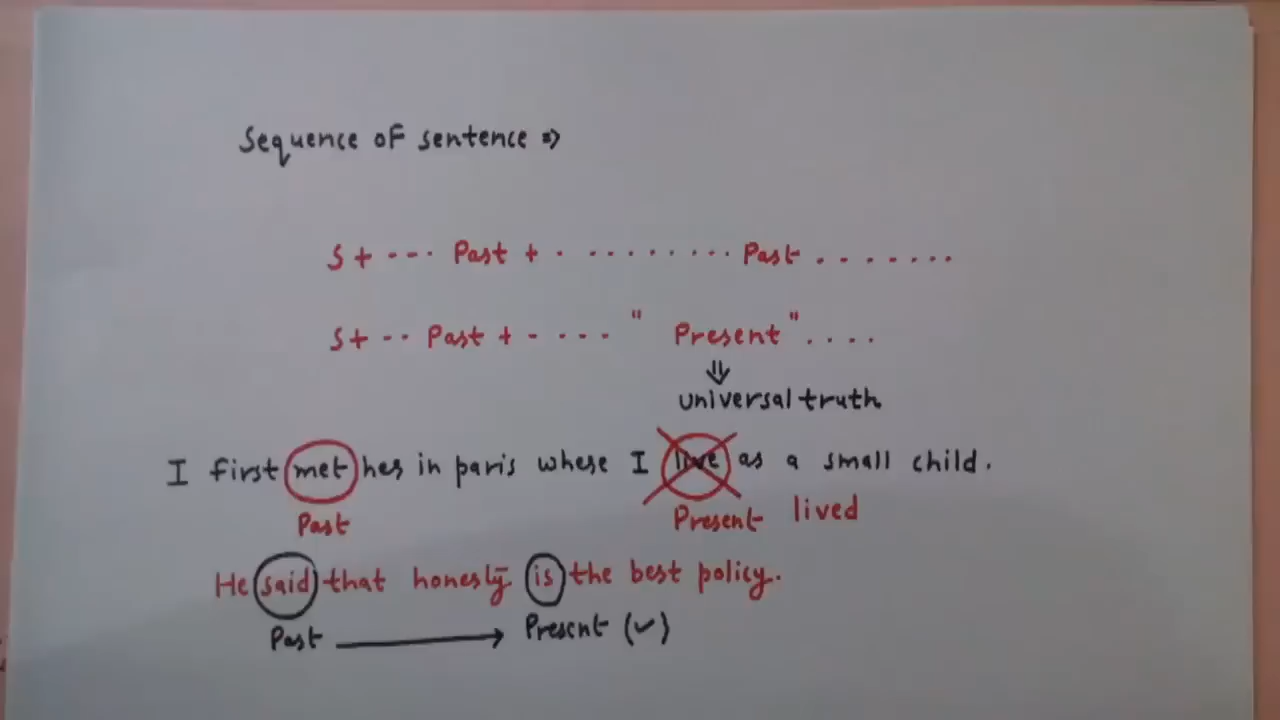 Sequence of sentence ⇒
S + --- Past + . ........ Past .......
S + -- Past + - ---- " Present " ....
⇓
universal truth
I first met her in paris where I live as a small child.
Past Present lived
He said that honesty is the best policy.
Past ⟶ Present (✓)